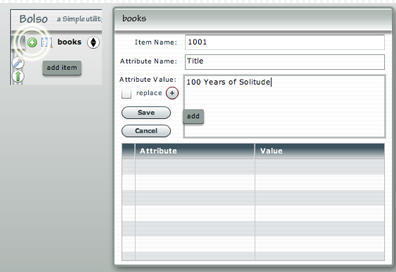 Bolso a Simple utilit
books
add item
books
Item Name: 1001
Attribute Name: Title
Attribute Value: 100 Years of Solitude
replace
Save
add
Cancel
Attribute Value